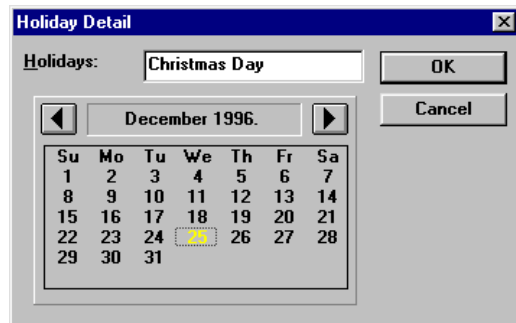 Holiday Detail
Holidays: Christmas Day OK
Cancel
December 1996.
Su Mo Tu We Th Fr Sa
1 2 3 4 5 6 7
8 9 10 11 12 13 14
15 16 17 18 19 20 21
22 23 24 25 26 27 28
29 30 31